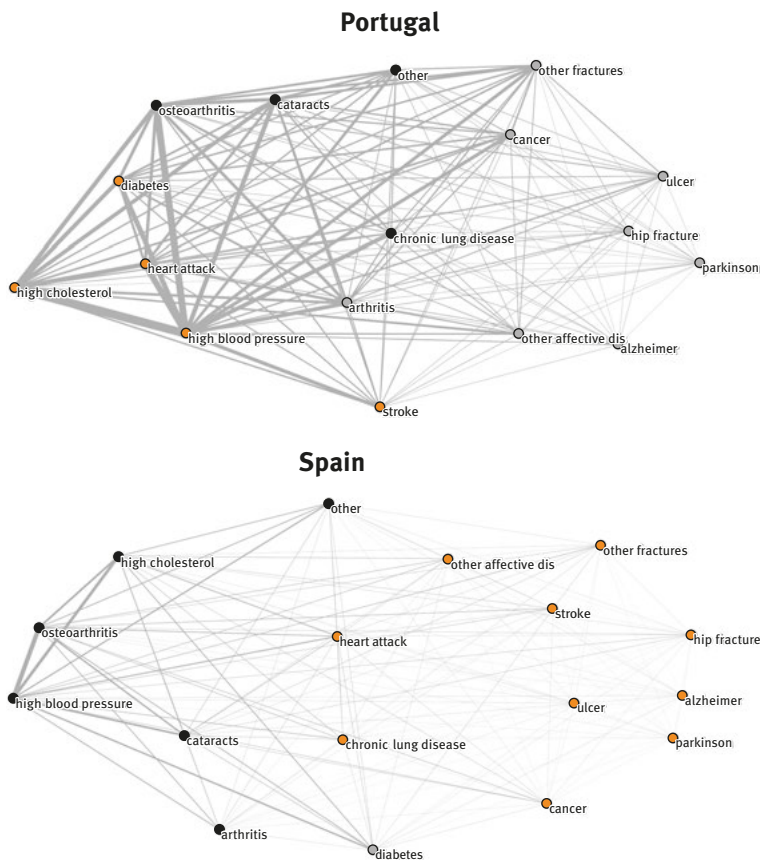 Portugal
other
other fractures
osteoarthritis
cataracts
cancer
diabetes
ulcer
chronic lung disease
hip fracture
heart attack
parkinson
high cholesterol
arthritis
high blood pressure
other affective dis
alzheimer
stroke
Spain
other
high cholesterol
other affective dis
other fractures
osteoarthritis
stroke
heart attack
hip fracture
high blood pressure
ulcer
alzheimer
cataracts
chronic lung disease
parkinson
cancer
arthritis
diabetes